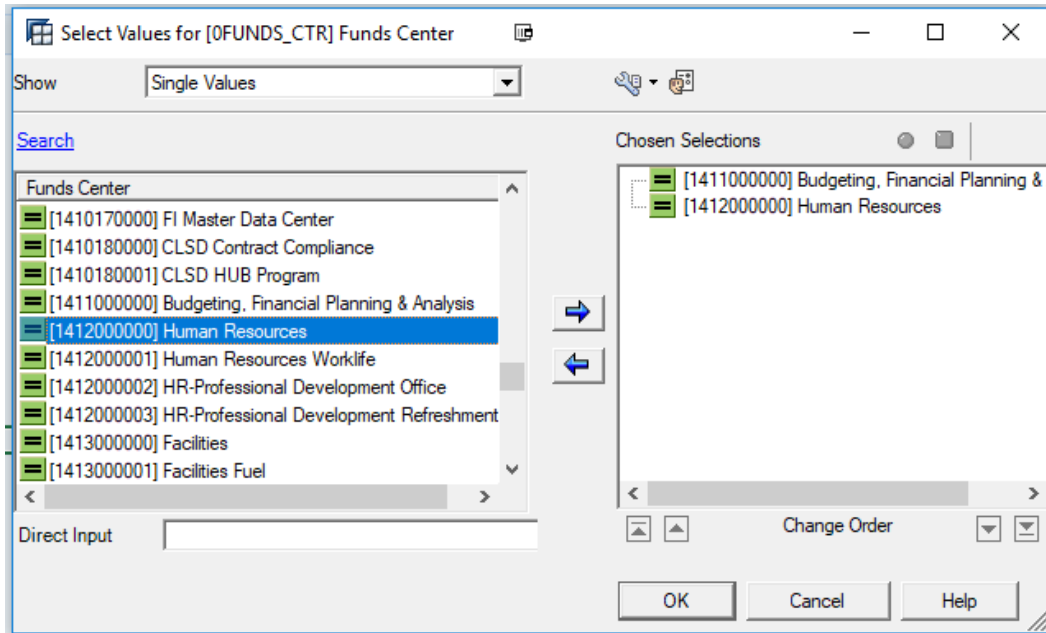 Select Values for [0FUNDS_CTR] Funds Center
Show
Single Values
Search
Funds Center
[1410170000] FI Master Data Center
[1410180000] CLSD Contract Compliance
[1410180001] CLSD HUB Program
[1411000000] Budgeting, Financial Planning & Analysis
[1412000000] Human Resources
[1412000001] Human Resources Worklife
[1412000002] HR-Professional Development Office
[1412000003] HR-Professional Development Refreshment
[1413000000] Facilities
[1413000001] Facilities Fuel
Direct Input
Chosen Selections
[1411000000] Budgeting, Financial Planning &
[1412000000] Human Resources
Change Order
OK
Cancel
Help